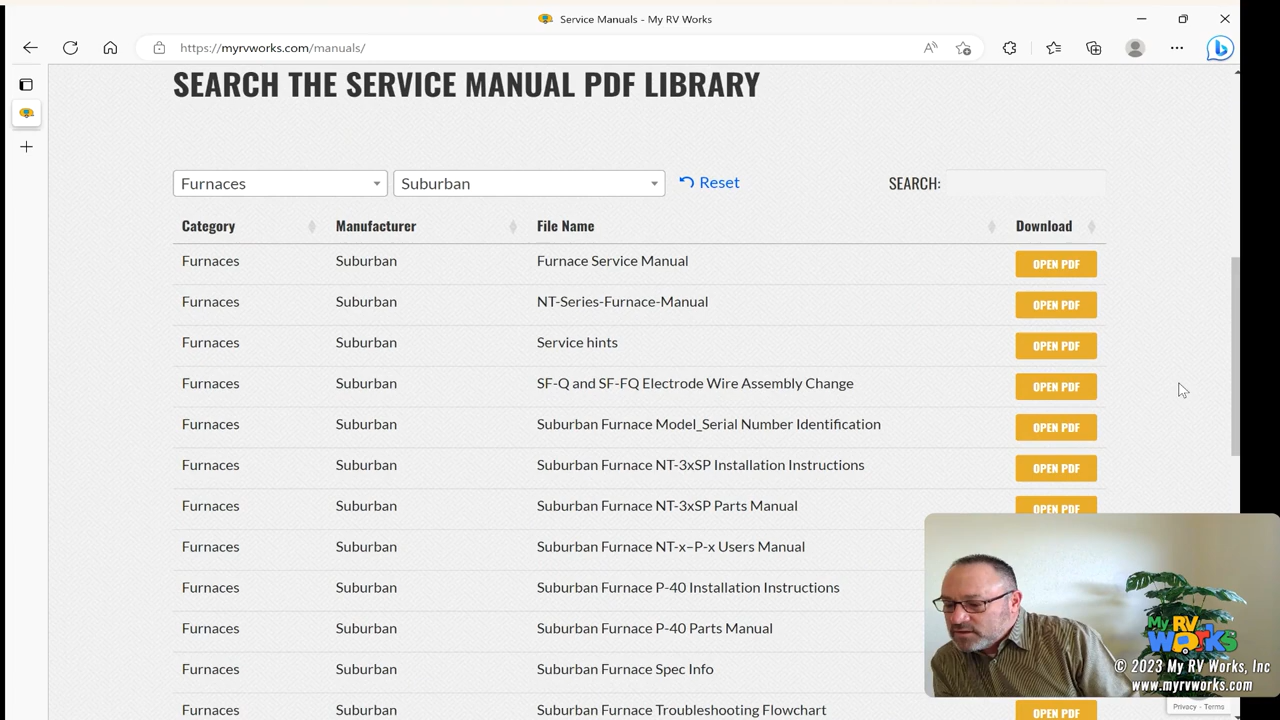 Service Manuals - My RV Works
https://myrvworks.com/manuals/
SEARCH THE SERVICE MANUAL PDF LIBRARY
Furnaces Suburban Reset SEARCH:
Category Manufacturer File Name Download
Furnaces Suburban Furnace Service Manual OPEN PDF
Furnaces Suburban NT-Series-Furnace-Manual OPEN PDF
Furnaces Suburban Service hints OPEN PDF
Furnaces Suburban SF-Q and SF-FQ Electrode Wire Assembly Change OPEN PDF
Furnaces Suburban Suburban Furnace Model_Serial Number Identification OPEN PDF
Furnaces Suburban Suburban Furnace NT-3xSP Installation Instructions OPEN PDF
Furnaces Suburban Suburban Furnace NT-3xSP Parts Manual OPEN PDF
Furnaces Suburban Suburban Furnace NT-x–P-x Users Manual
Furnaces Suburban Suburban Furnace P-40 Installation Instructions
Furnaces Suburban Suburban Furnace P-40 Parts Manual
Furnaces Suburban Suburban Furnace Spec Info
Furnaces Suburban Suburban Furnace Troubleshooting Flowchart OPEN PDF
My RV Works
© 2023 My RV Works, Inc
www.myrvworks.com
Privacy - Terms